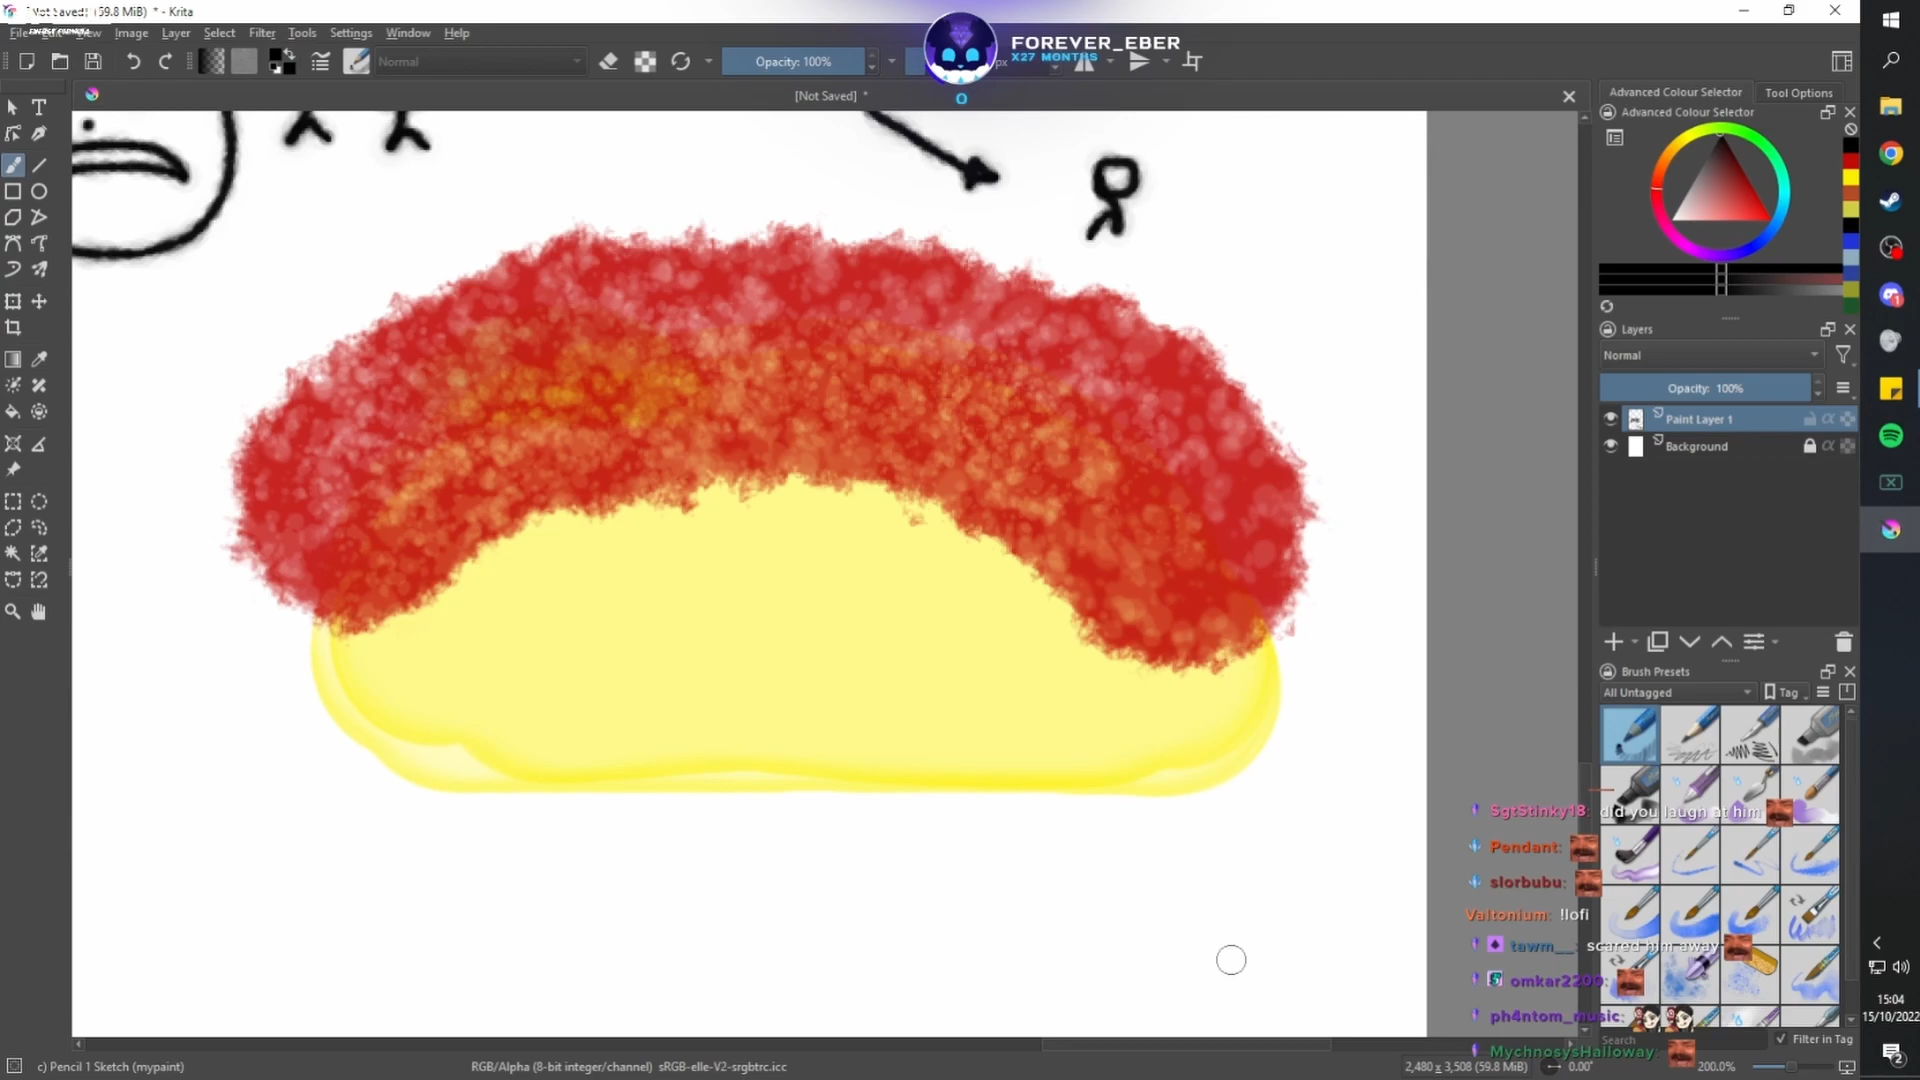 [Not Saved] (59.8 MiB) * - Krita
File
Edit
View
Image
Layer
Filter
Select
Tools
Settings
Window
Help
Normal
Opacity: 100%
px
FOREVER_EBER
X27 MONTHS
[Not Saved] *
Advanced Colour Selector
Tool Options
Advanced Colour Selector
Layers
Normal
Opacity: 100%
Paint Layer 1
Background
Brush Presets
All Untagged
Tag
SgtStinky18: did you laugh at him
Pendant:
slorbubu:
Valtonium: !lofi
tawm__: scared him away
omkar2200:
ph4ntom_music:
MychnosysHalloway:
Search
Filter in Tag
c) Pencil 1 Sketch (mypaint)
RGB/Alpha (8-bit integer/channel) sRGB-elle-V2-srgbtrc.icc
2,480 x 3,508 (59.8 MiB)
0.00°
200.0%
15:04
15/10/2022
1
2